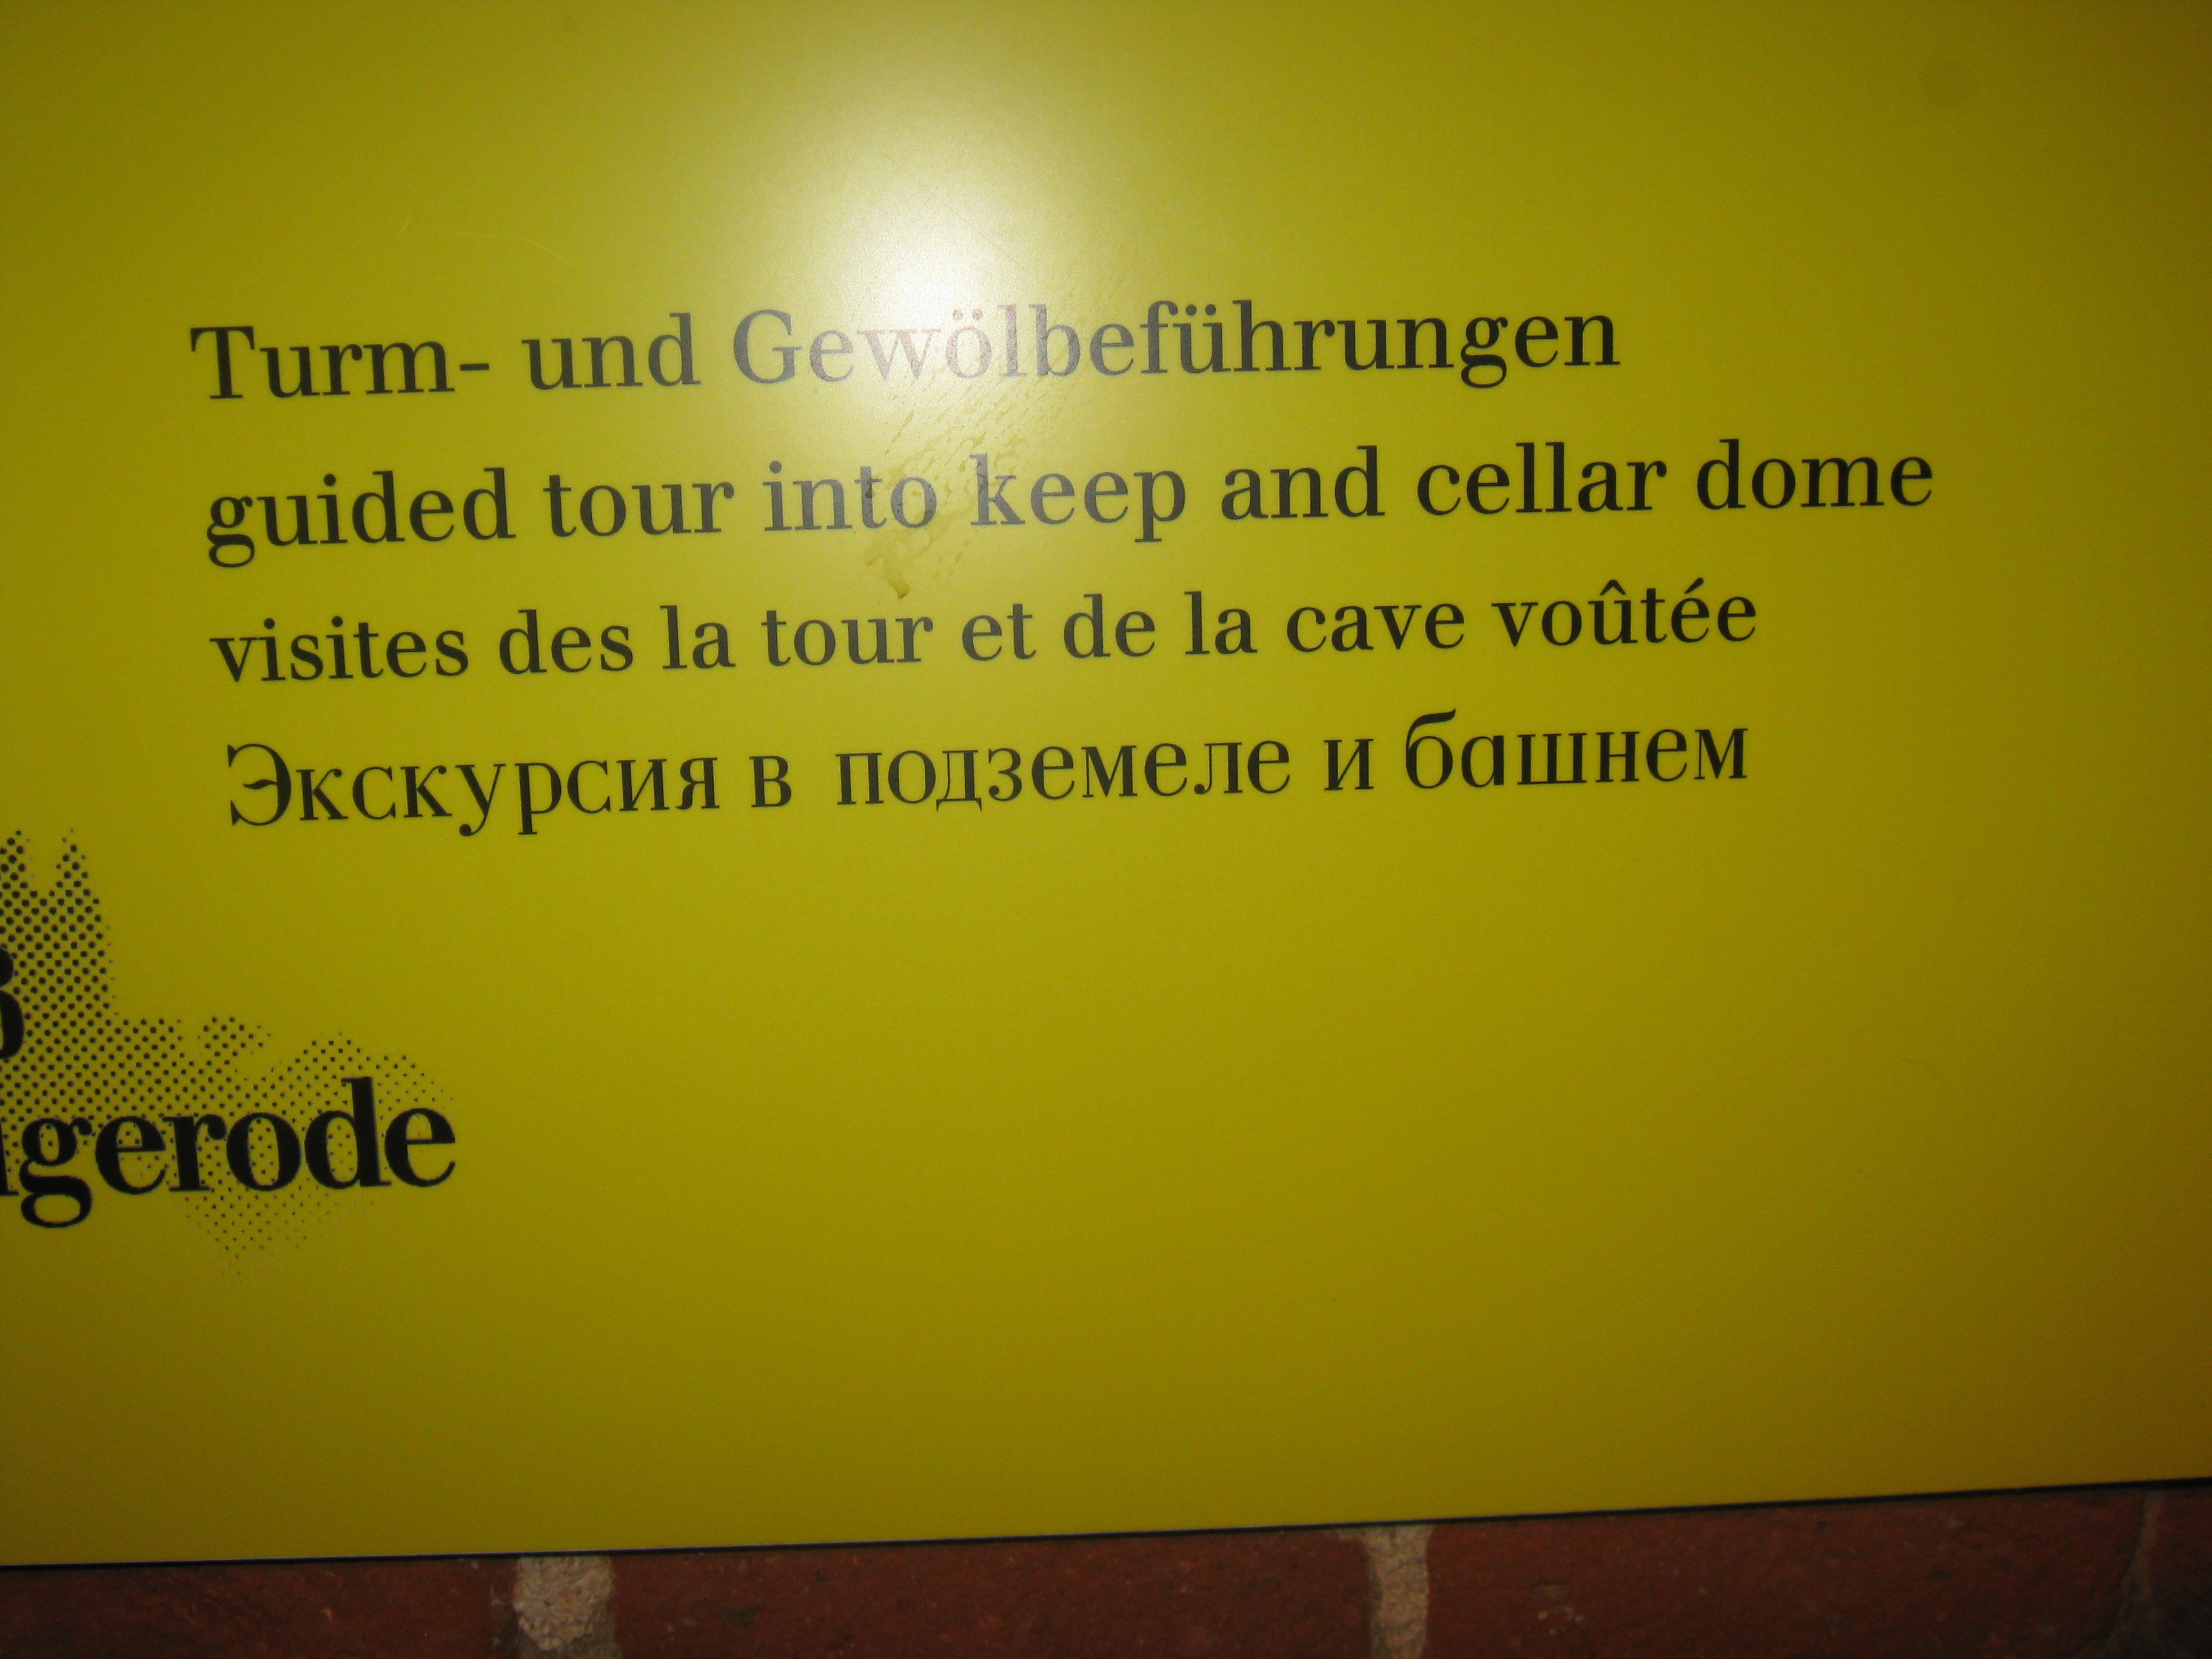 Turm- und Gewölbeführungen
guided tour into keep and cellar dome
visites des la tour et de la cave voûtée
Экскурсия в подземеле и башнем